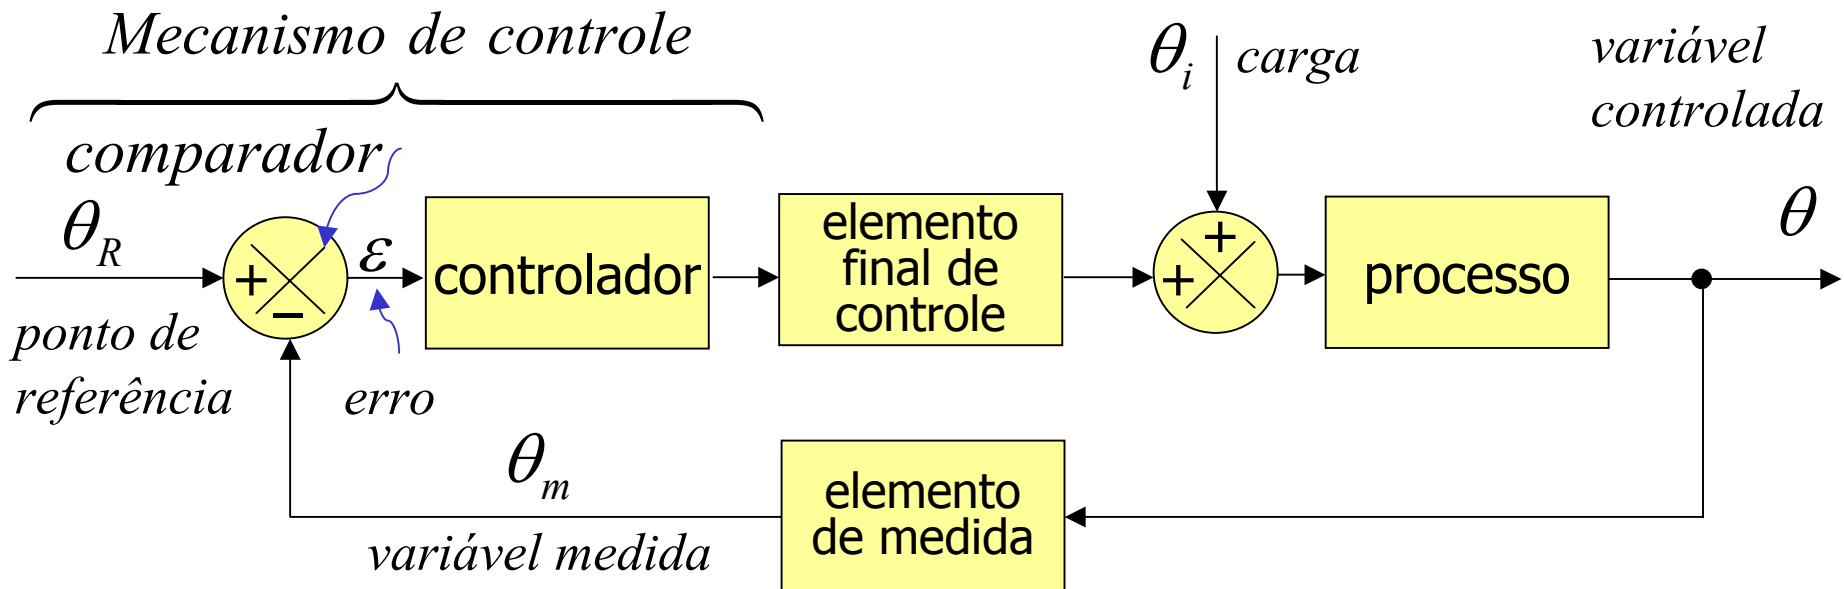 Mecanismo de controle
θi carga
variável
controlada
comparador
θR
+
−
ε
controlador
elemento
final de
controle
+
+
processo
θ
ponto de
referência
erro
θm
variável medida
elemento
de medida